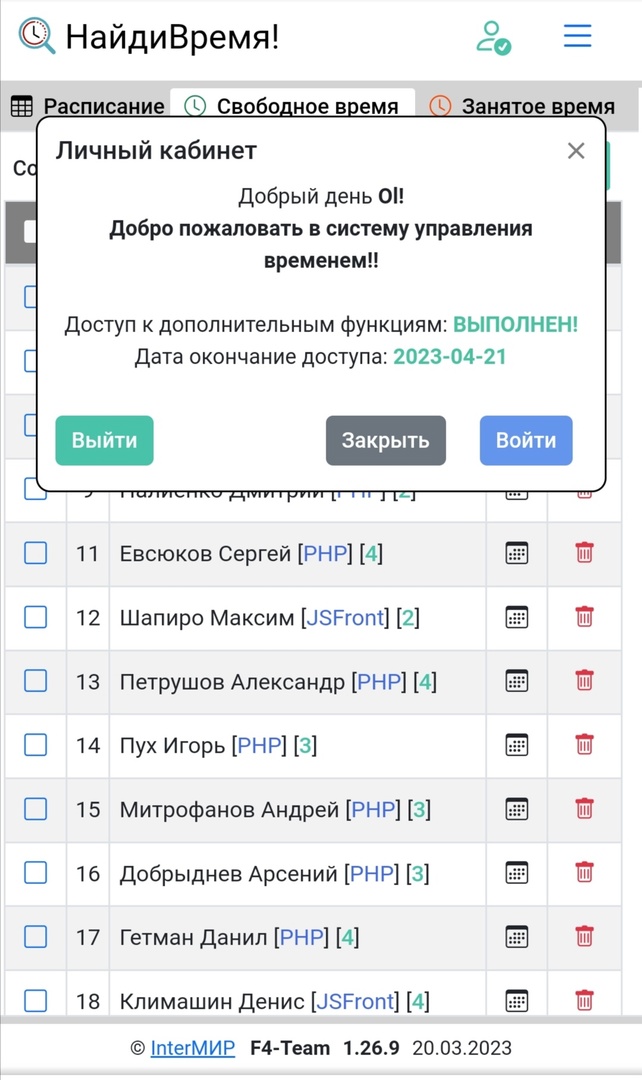 НайдиВремя!
Расписание Свободное время Занятое время
Со
Личный кабинет
Добрый день Ol!
Добро пожаловать в систему управления
временем!!
Доступ к дополнительным функциям: ВЫПОЛНЕН!
Дата окончание доступа: 2023-04-21
Выйти Закрыть Войти
9 Палиенко Дмитрий [PHP] [2]
11 Евсюков Сергей [PHP] [4]
12 Шапиро Максим [JSFront] [2]
13 Петрушов Александр [PHP] [4]
14 Пух Игорь [PHP] [3]
15 Митрофанов Андрей [PHP] [3]
16 Добрыднев Арсений [PHP] [3]
17 Гетман Данил [PHP] [4]
18 Климашин Денис [JSFront] [4]
© InterМИР F4-Team 1.26.9 20.03.2023